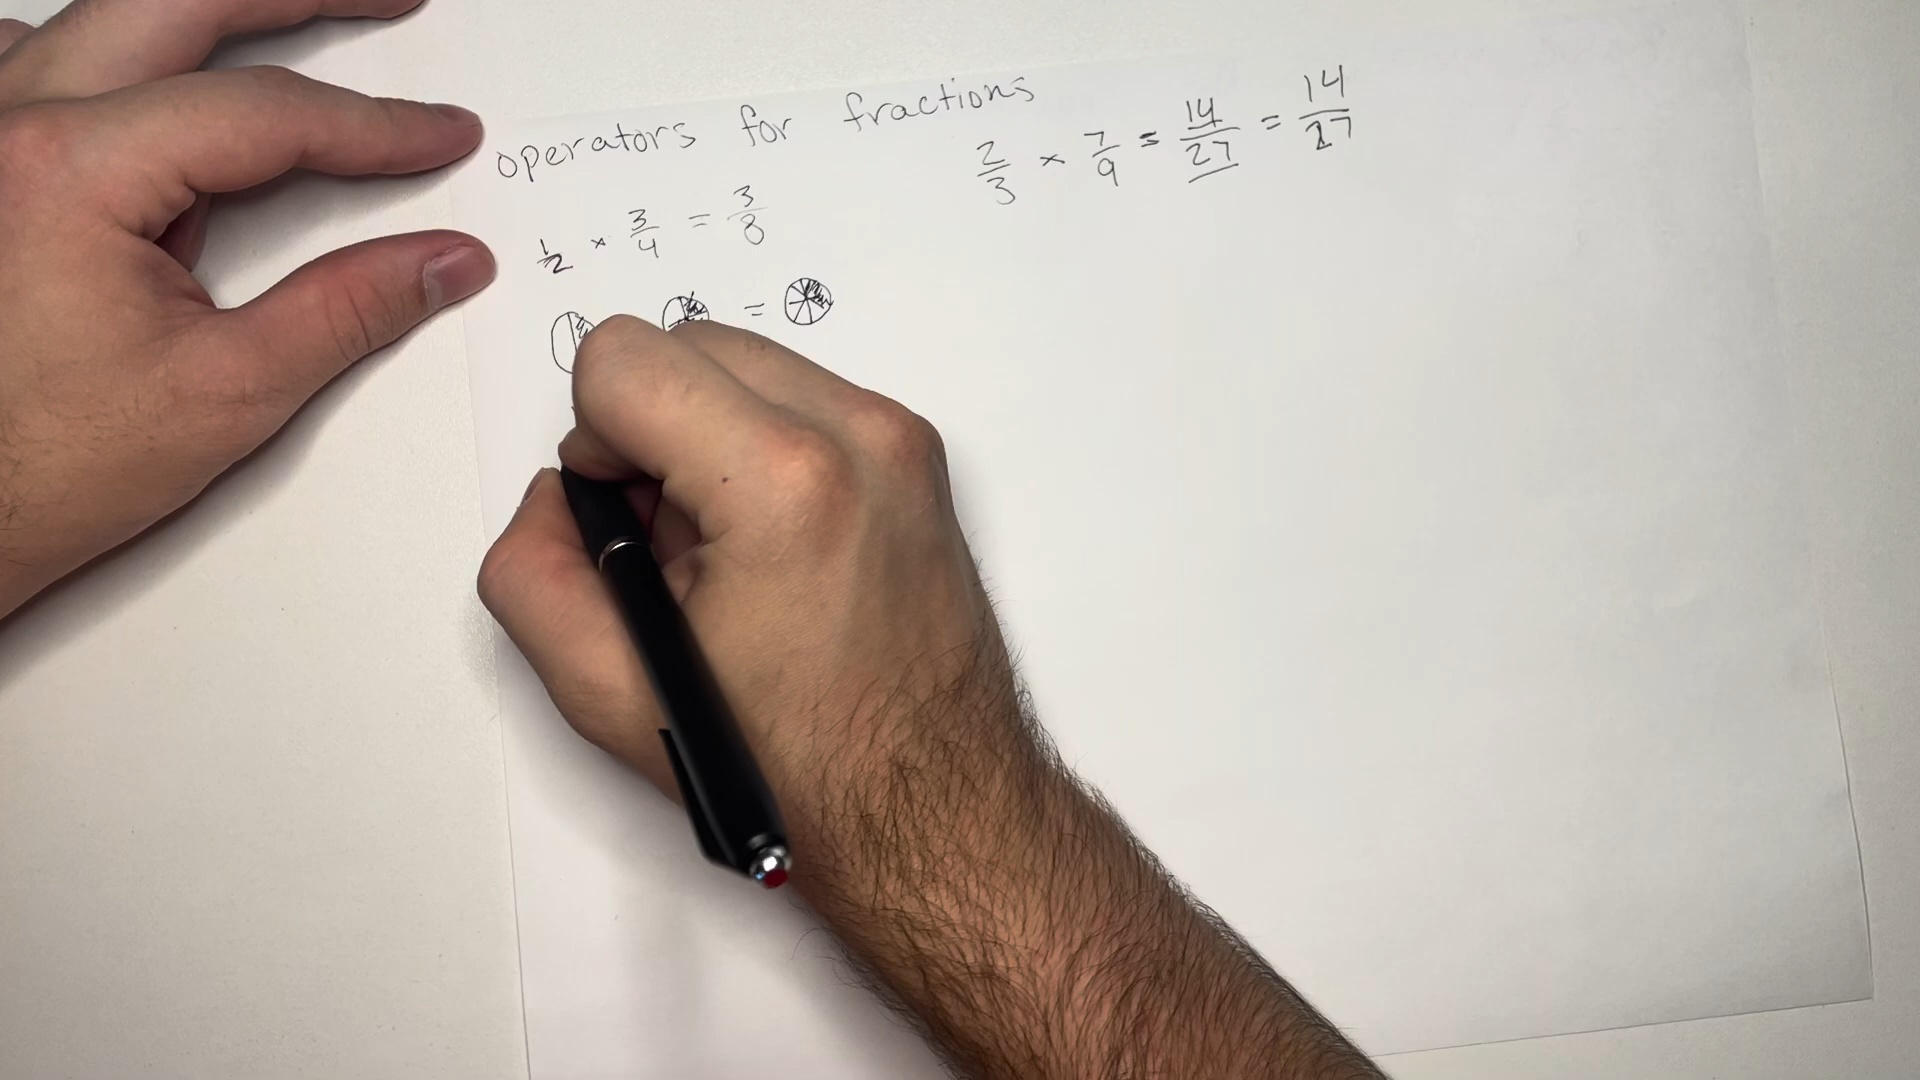 operators for fractions
1/2 × 3/4 = 3/8
=
2/3 × 7/9 = 14/27 = 14/27